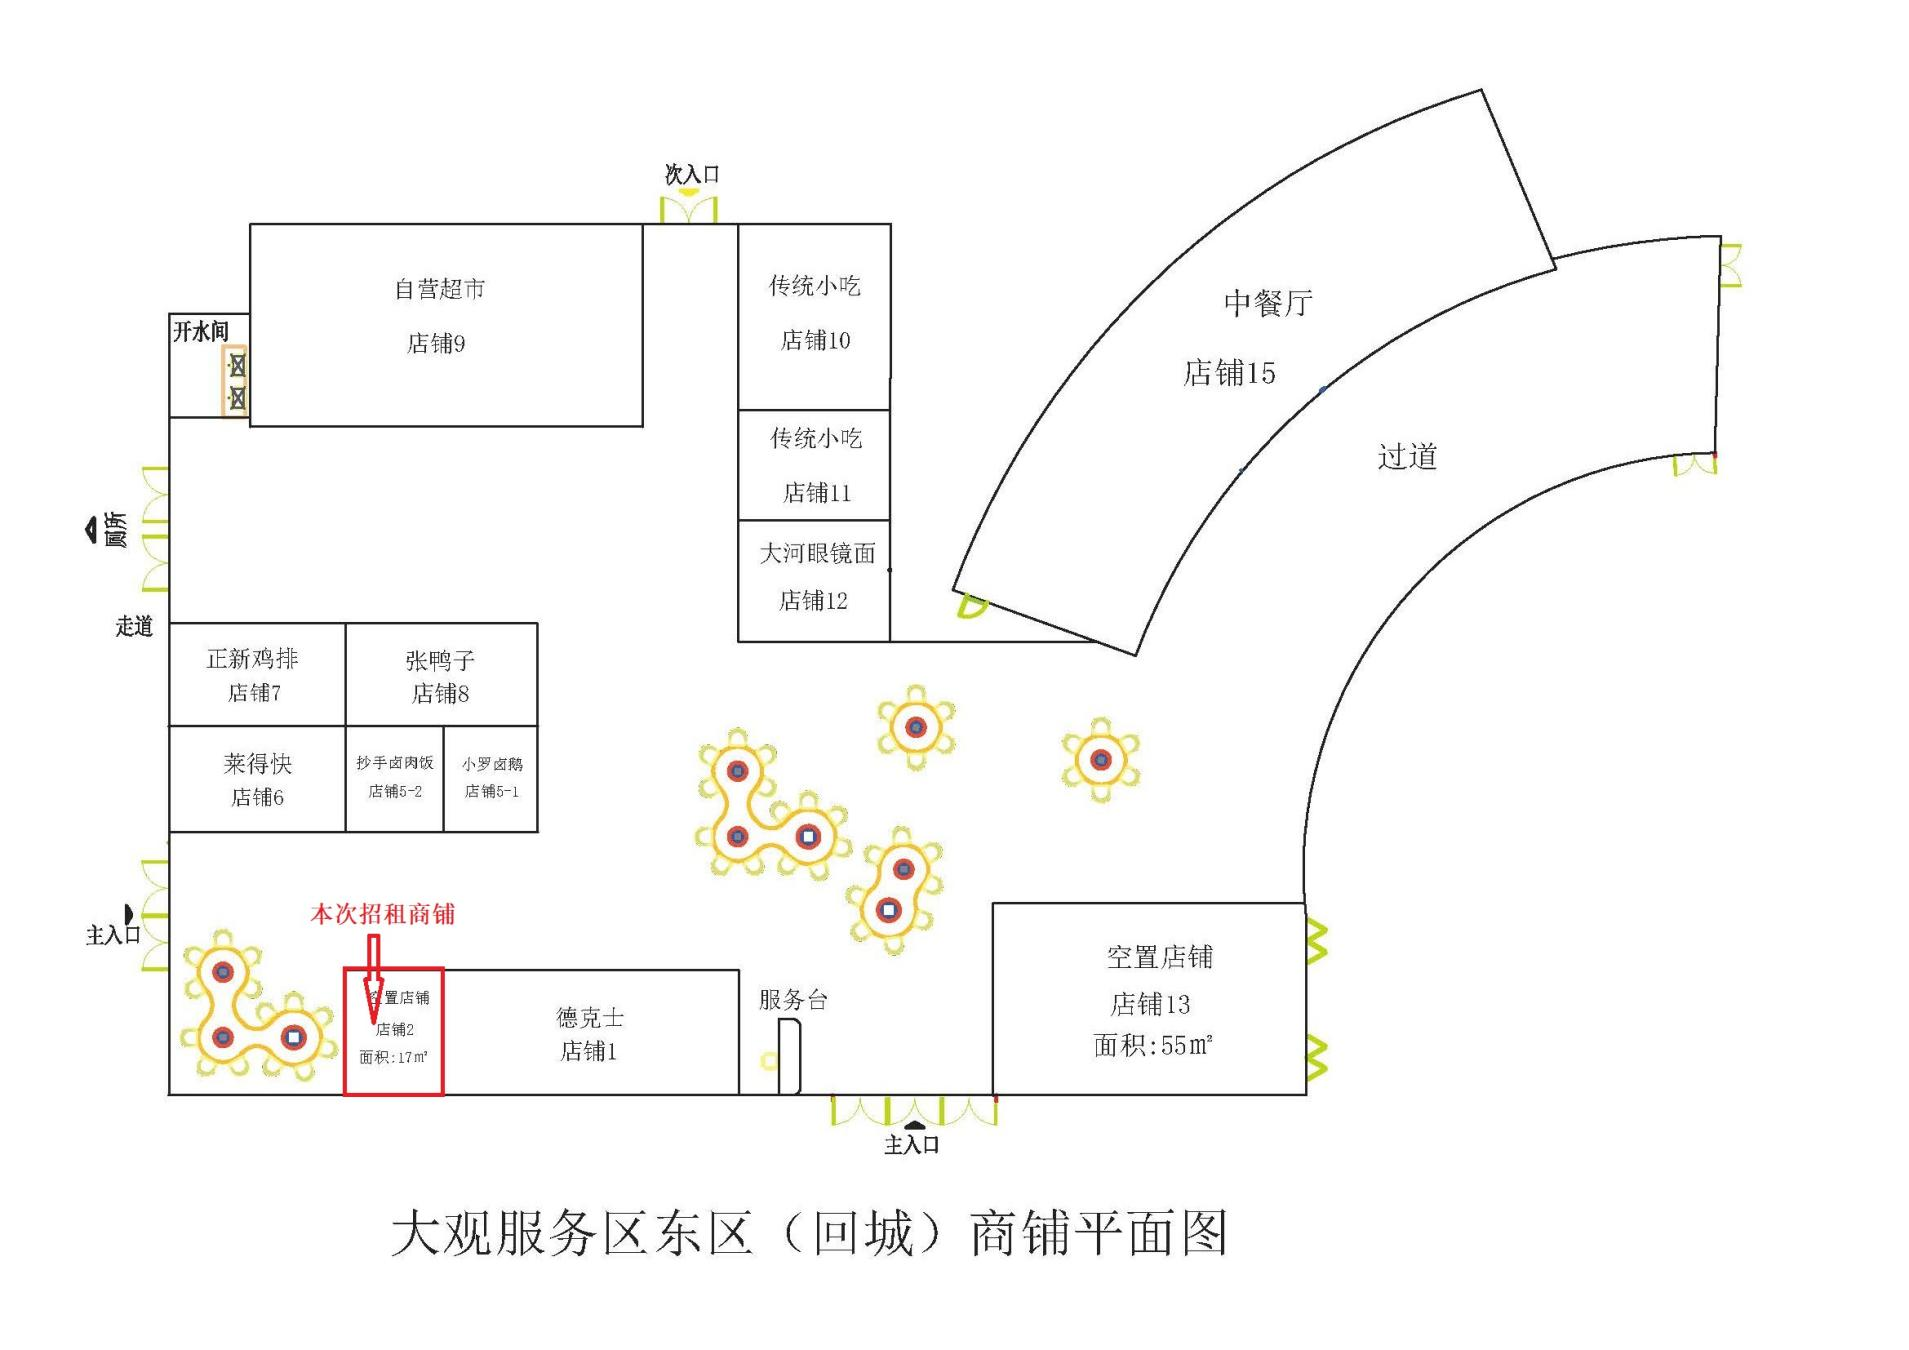 次入口
自营超市
店铺9
传统小吃
店铺10
开水间
中餐厅
店铺15
传统小吃
店铺11
过道
厕所
大河眼镜面
店铺12
走道
正新鸡排
店铺7
张鸭子
店铺8
莱得快
店铺6
抄手卤肉饭
店铺5-2
小罗卤鹅
店铺5-1
本次招租商铺
主入口
空置店铺
店铺2
面积:17㎡
德克士
店铺1
服务台
空置店铺
店铺13
面积:55㎡
主入口
大观服务区东区（回城）商铺平面图